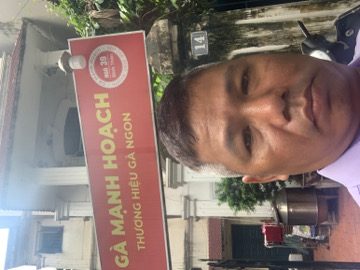 GÀ MẠNH HOẠCH
THƯƠNG HIỆU GÀ NGON
14